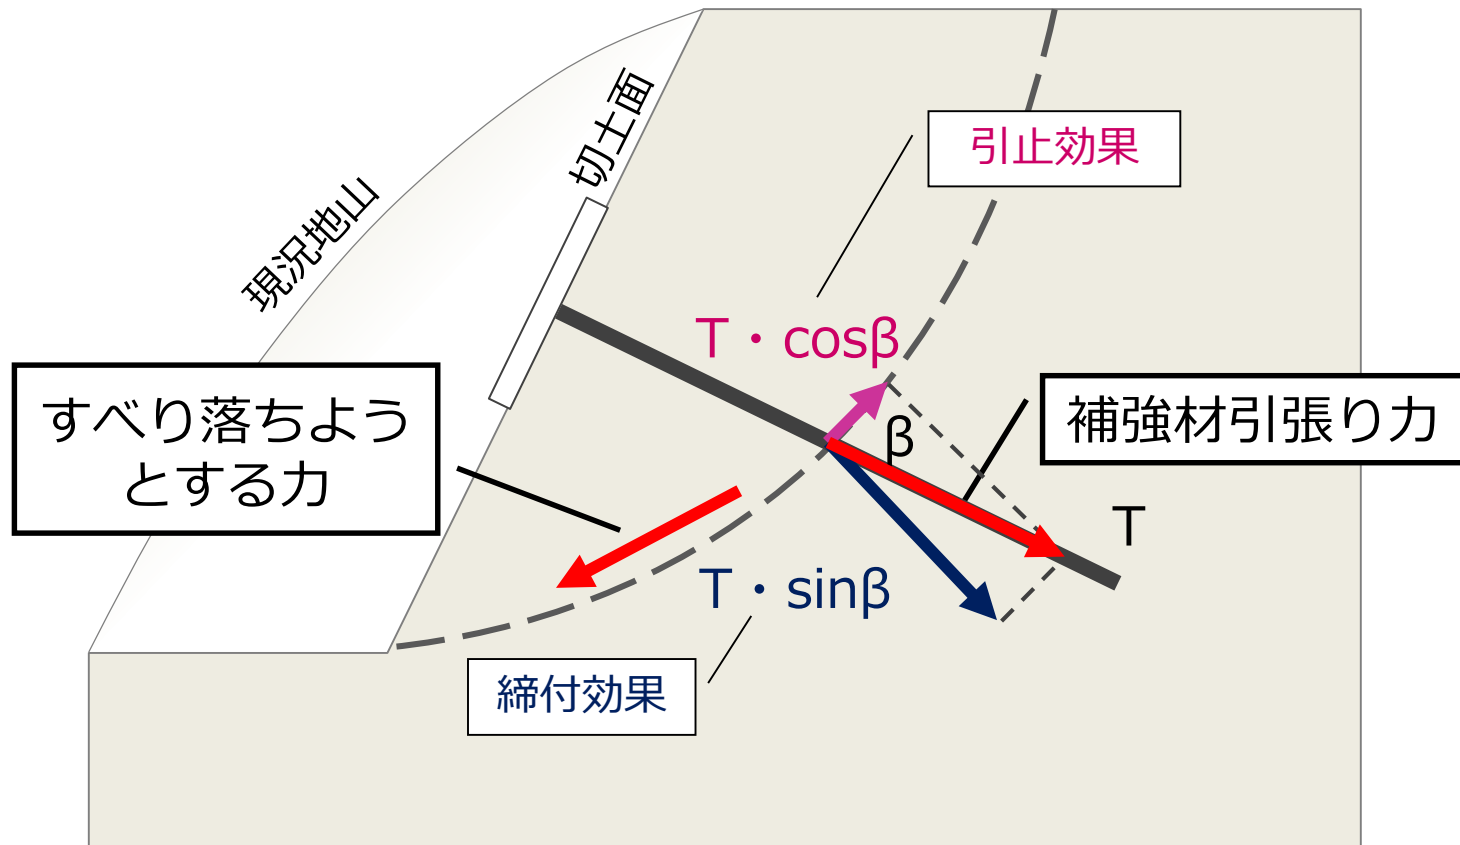 切土面
引止効果
現況地山
T・cosβ
すべり落ちよう
とする力
補強材引張り力
β
T
T・sinβ
締付効果